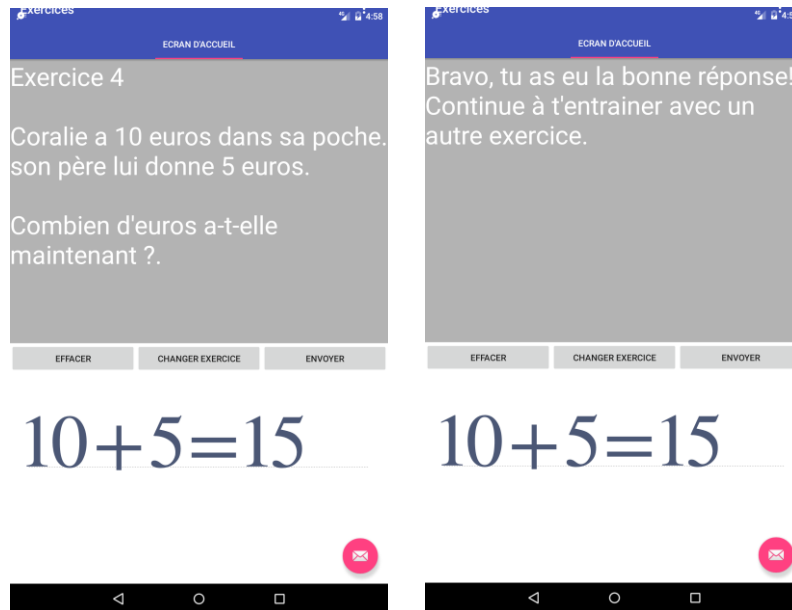 Exercices
4:58
ECRAN D'ACCUEIL
Exercice 4
Coralie a 10 euros dans sa poche.
son père lui donne 5 euros.
Combien d'euros a-t-elle
maintenant ?.
EFFACER
CHANGER EXERCICE
ENVOYER
10+5=15
Exercices
ECRAN D'ACCUEIL
Bravo, tu as eu la bonne réponse!
Continue à t'entrainer avec un
autre exercice.
EFFACER
CHANGER EXERCICE
ENVOYER
10+5=15